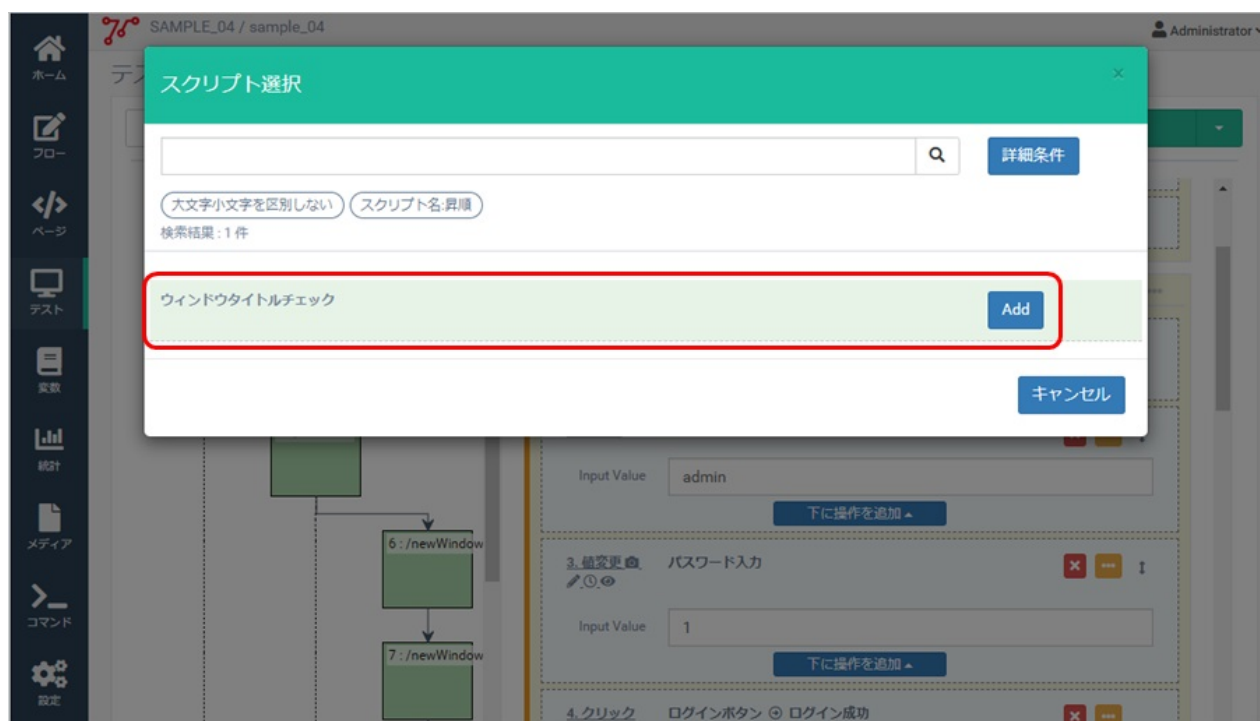 SAMPLE_04 / sample_04
Administrator
ホーム
フロー
ページ
テスト
変数
統計
メディア
コマンド
設定
テス
スクリプト選択
×
詳細条件
大文字小文字を区別しない スクリプト名:昇順
検索結果 : 1 件
ウィンドウタイトルチェック
Add
キャンセル
Input Value admin
下に操作を追加
6 : /newWindow
3. 値変更 パスワード入力
Input Value 1
7 : /newWindow
下に操作を追加
4. クリック ログインボタン ログイン成功